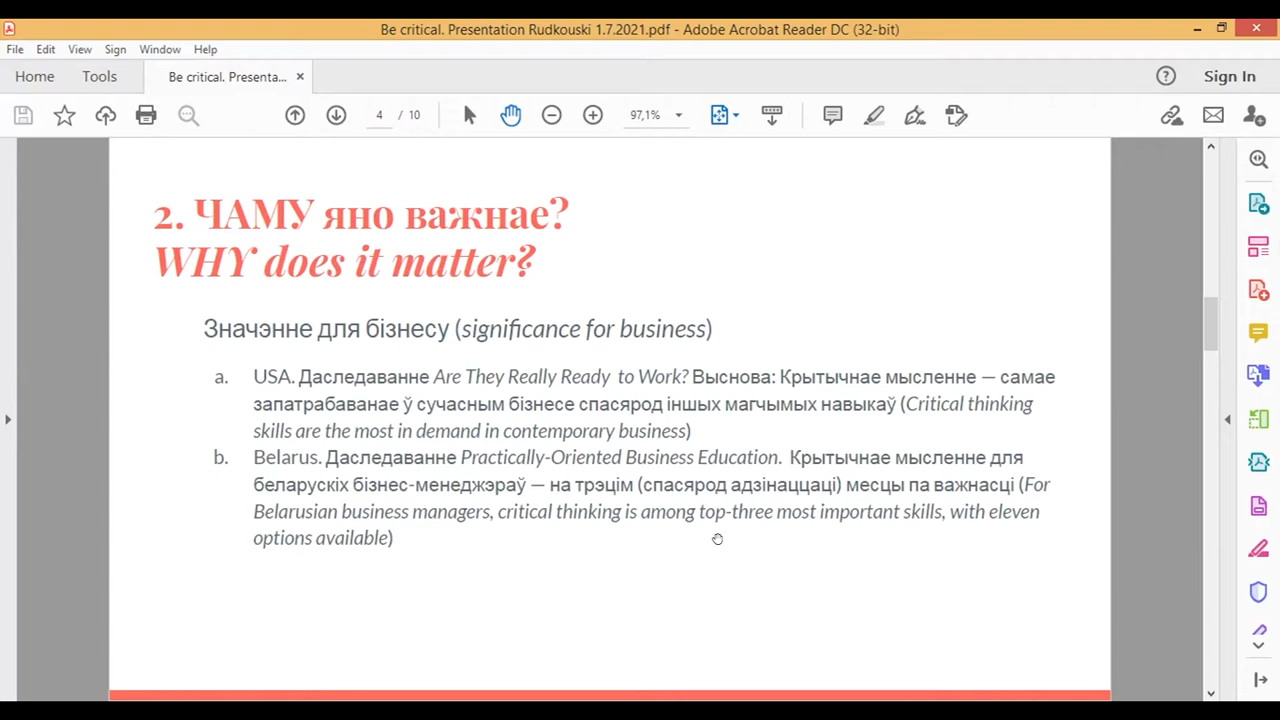 Be critical. Presentation Rudkouski 1.7.2021.pdf - Adobe Acrobat Reader DC (32-bit)
File Edit View Sign Window Help
Home Tools Be critical. Presenta... × Sign In
4 / 10 97,1%
2. ЧАМУ яно важнае?
WHY does it matter?
Значэнне для бізнесу (significance for business)
a. USA. Даследаванне Are They Really Ready to Work? Выснова: Крытычнае мысленне — самае
запатрабаванае ў сучасным бізнесе спасярод іншых магчымых навыкаў (Critical thinking
skills are the most in demand in contemporary business)
b. Belarus. Даследаванне Practically-Oriented Business Education. Крытычнае мысленне для
беларускіх бізнес-менеджэраў — на трэцім (спасярод адзінаццаці) месцы па важнасці (For
Belarusian business managers, critical thinking is among top-three most important skills, with eleven
options available)